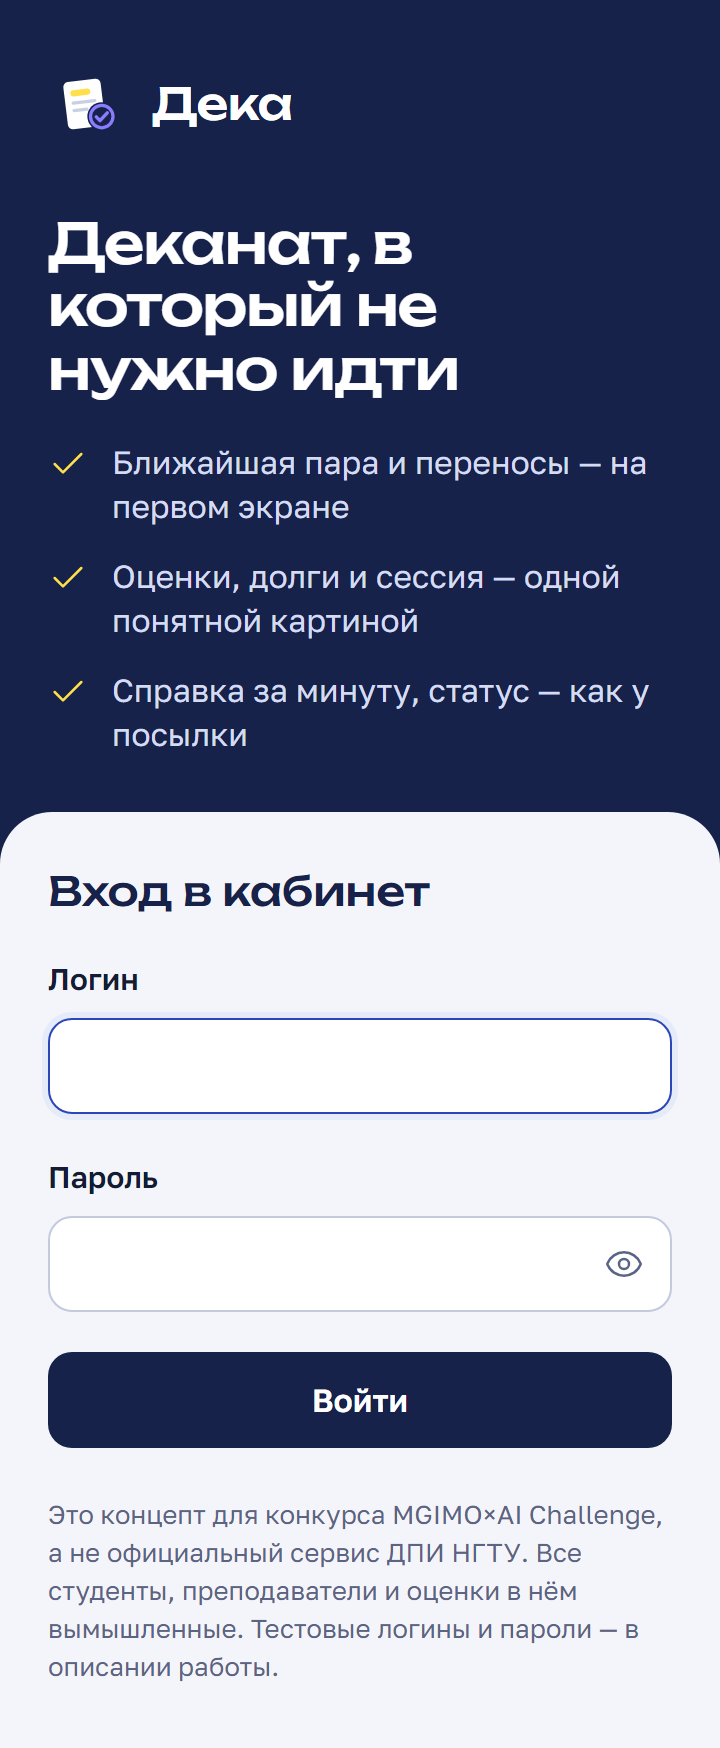 Дека
Деканат, в
который не
нужно идти
Ближайшая пара и переносы — на
первом экране
Оценки, долги и сессия — одной
понятной картиной
Справка за минуту, статус — как у
посылки
Вход в кабинет
Логин
Пароль
Войти
Это концепт для конкурса MGIMO×AI Challenge,
а не официальный сервис ДПИ НГТУ. Все
студенты, преподаватели и оценки в нём
вымышленные. Тестовые логины и пароли — в
описании работы.